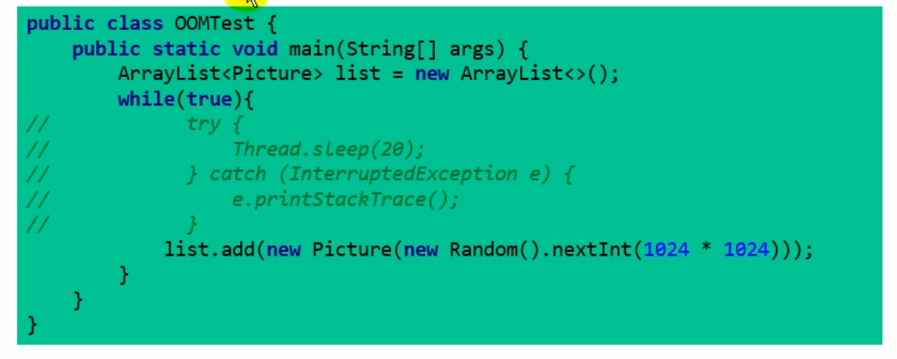 public class OOMTest {
    public static void main(String[] args) {
        ArrayList<Picture> list = new ArrayList<>();
        while(true){
//            try {
//                Thread.sleep(20);
//            } catch (InterruptedException e) {
//                e.printStackTrace();
//            }
            list.add(new Picture(new Random().nextInt(1024 * 1024)));
        }
    }
}